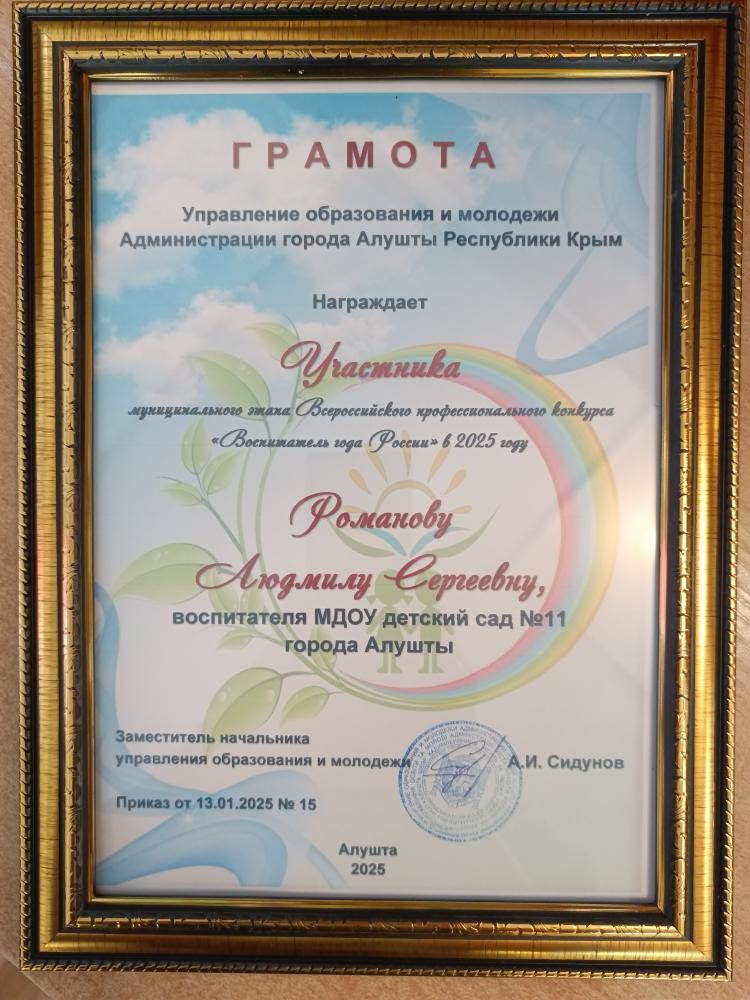 ГРАМОТА
Управление образования и молодежи
Администрации города Алушты Республики Крым
Награждает
Участника
муниципального этапа Всероссийского профессионального конкурса
«Воспитатель года России» в 2025 году
Романову
Людмилу Сергеевну,
воспитателя МДОУ детский сад №11
города Алушты
Заместитель начальника
управления образования и молодежи А.И. Сидунов
Приказ от 13.01.2025 № 15
Алушта
2025